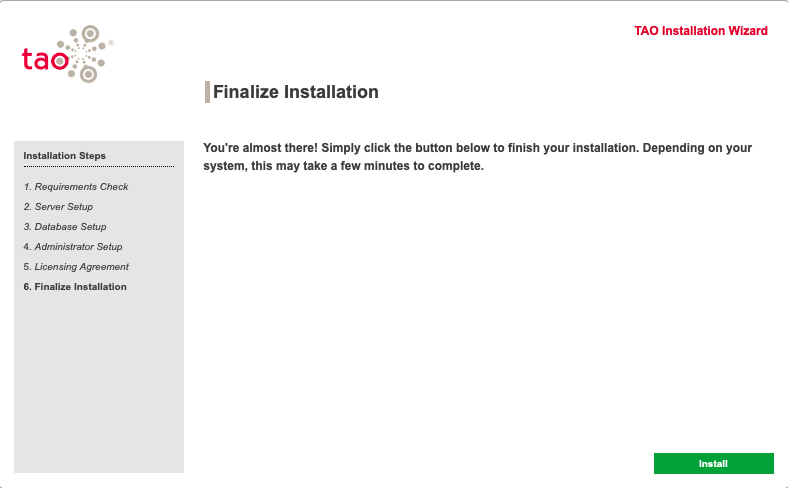 TAO Installation Wizard
tao®
Finalize Installation
Installation Steps
1. Requirements Check
2. Server Setup
3. Database Setup
4. Administrator Setup
5. Licensing Agreement
6. Finalize Installation
You're almost there! Simply click the button below to finish your installation. Depending on your
system, this may take a few minutes to complete.
Install